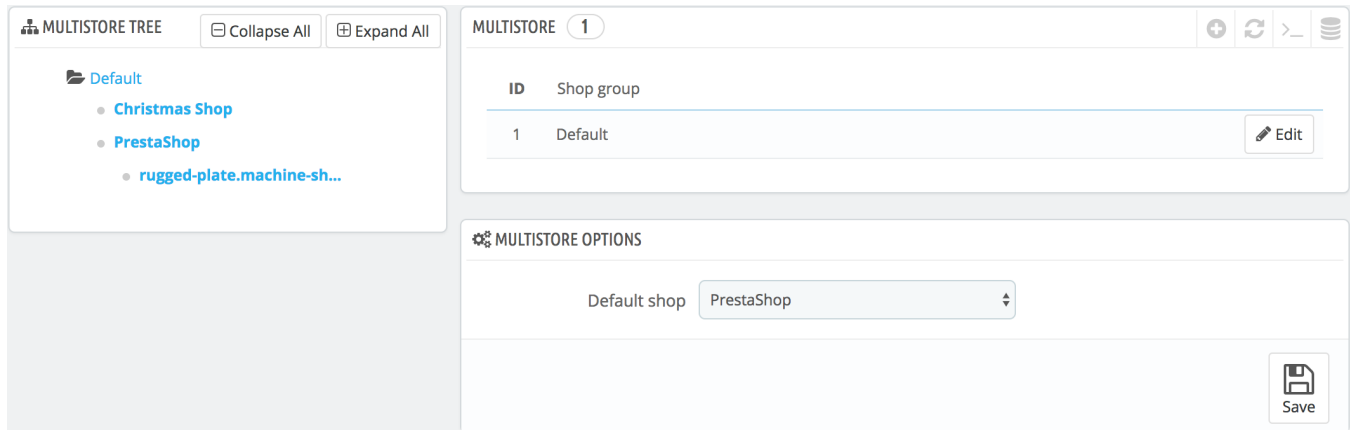 MULTISTORE TREE
Collapse All
Expand All
Default
Christmas Shop
PrestaShop
rugged-plate.machine-sh...
MULTISTORE 1
ID Shop group
1 Default Edit
MULTISTORE OPTIONS
Default shop PrestaShop
Save